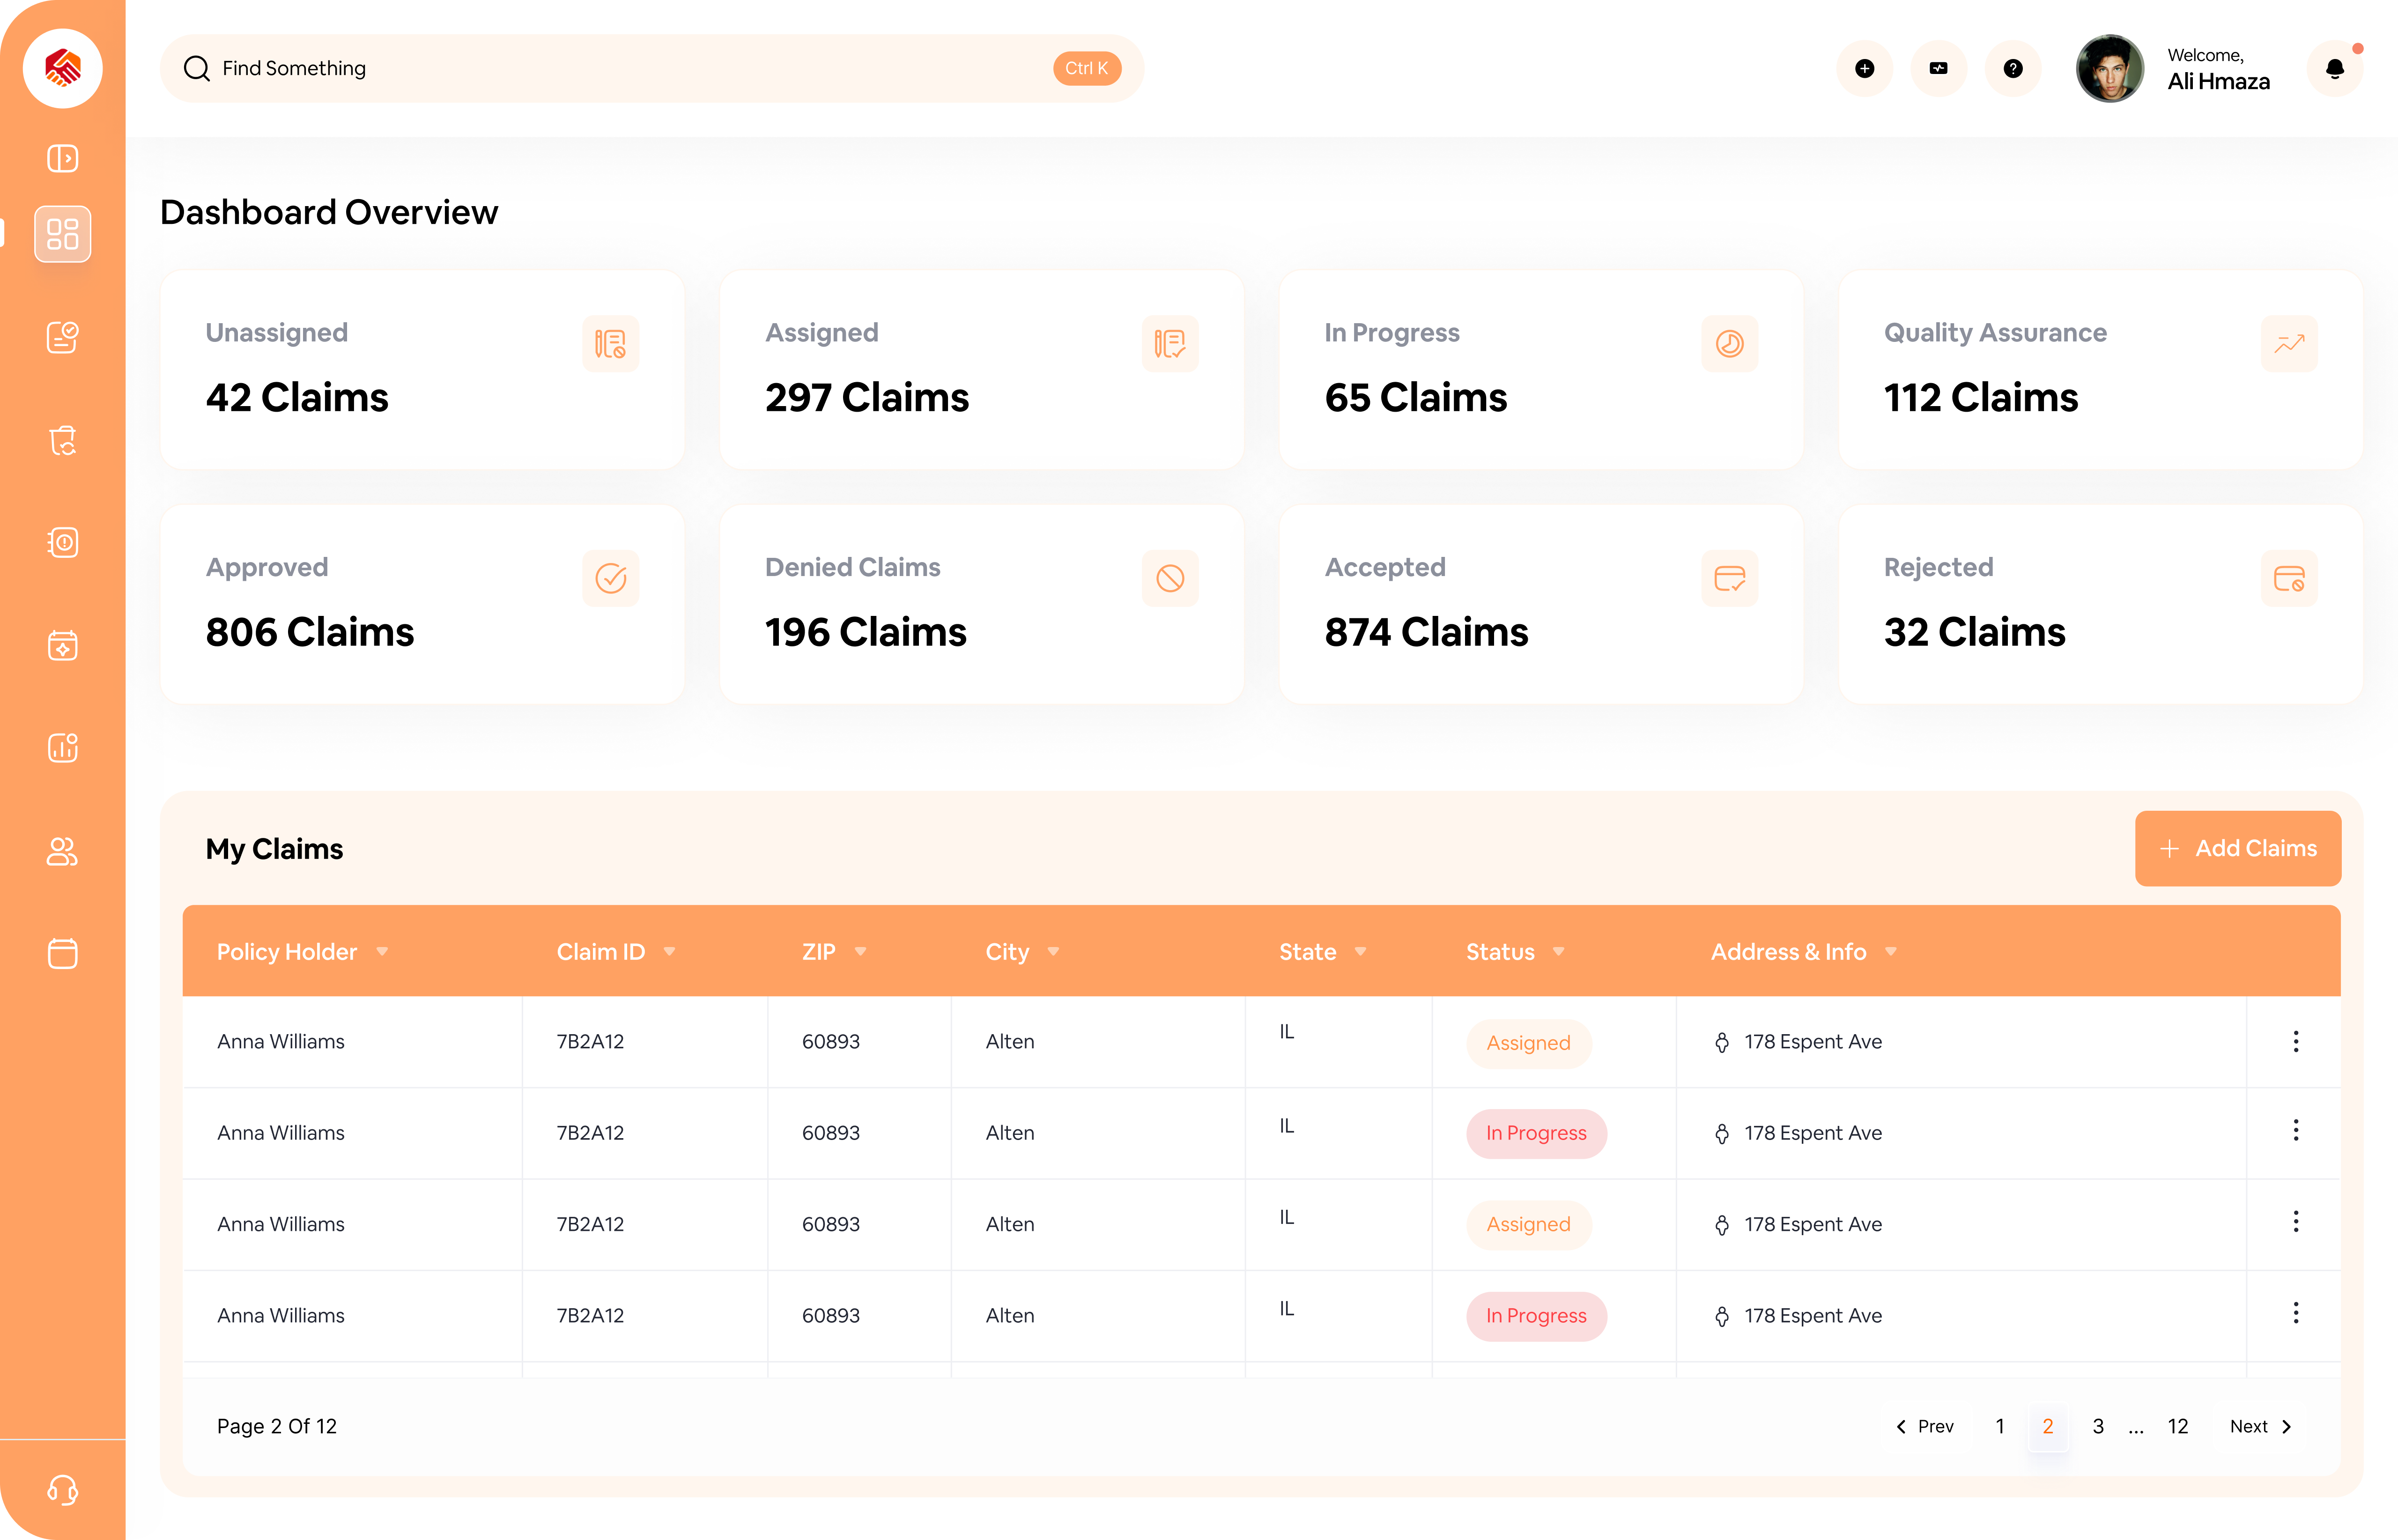 Find Something
Ctrl K
Welcome,
Ali Hmaza
Dashboard Overview
Unassigned
42 Claims
Assigned
297 Claims
In Progress
65 Claims
Quality Assurance
112 Claims
Approved
806 Claims
Denied Claims
196 Claims
Accepted
874 Claims
Rejected
32 Claims
My Claims
+ Add Claims
Policy Holder Claim ID ZIP City State Status Address & Info
Anna Williams 7B2A12 60893 Alten IL Assigned 178 Espent Ave
Anna Williams 7B2A12 60893 Alten IL In Progress 178 Espent Ave
Anna Williams 7B2A12 60893 Alten IL Assigned 178 Espent Ave
Anna Williams 7B2A12 60893 Alten IL In Progress 178 Espent Ave
Page 2 Of 12
Prev 1 2 3 ... 12 Next